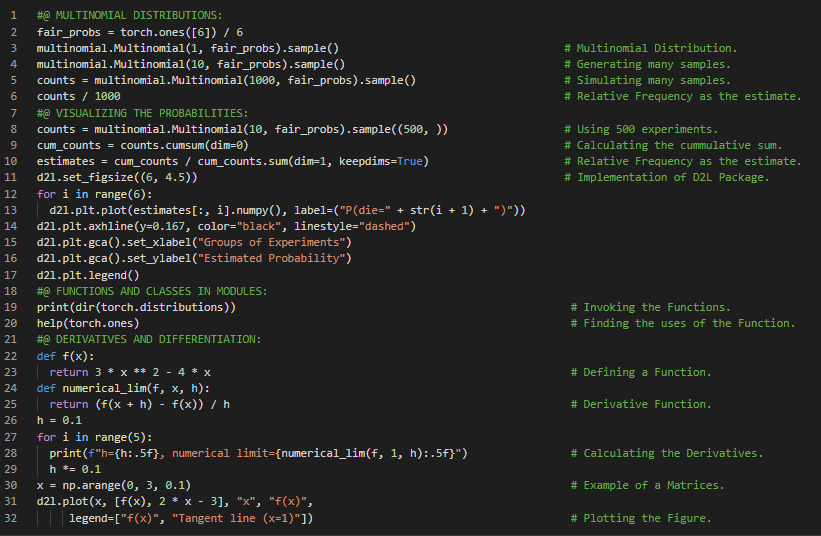 1 #@ MULTINOMIAL DISTRIBUTIONS:
2 fair_probs = torch.ones([6]) / 6
3 multinomial.Multinomial(1, fair_probs).sample() # Multinomial Distribution.
4 multinomial.Multinomial(10, fair_probs).sample() # Generating many samples.
5 counts = multinomial.Multinomial(1000, fair_probs).sample() # Simulating many samples.
6 counts / 1000 # Relative Frequency as the estimate.
7 #@ VISUALIZING THE PROBABILITIES:
8 counts = multinomial.Multinomial(10, fair_probs).sample((500, )) # Using 500 experiments.
9 cum_counts = counts.cumsum(dim=0) # Calculating the cummulative sum.
10 estimates = cum_counts / cum_counts.sum(dim=1, keepdims=True) # Relative Frequency as the estimate.
11 d2l.set_figsize((6, 4.5)) # Implementation of D2L Package.
12 for i in range(6):
13 d2l.plt.plot(estimates[:, i].numpy(), label=("P(die=" + str(i + 1) + ")"))
14 d2l.plt.axhline(y=0.167, color="black", linestyle="dashed")
15 d2l.plt.gca().set_xlabel("Groups of Experiments")
16 d2l.plt.gca().set_ylabel("Estimated Probability")
17 d2l.plt.legend()
18 #@ FUNCTIONS AND CLASSES IN MODULES:
19 print(dir(torch.distributions)) # Invoking the Functions.
20 help(torch.ones) # Finding the uses of the Function.
21 #@ DERIVATIVES AND DIFFERENTIATION:
22 def f(x):
23 return 3 * x ** 2 - 4 * x # Defining a Function.
24 def numerical_lim(f, x, h):
25 return (f(x + h) - f(x)) / h # Derivative Function.
26 h = 0.1
27 for i in range(5):
28 print(f"h={h:.5f}, numerical limit={numerical_lim(f, 1, h):.5f}") # Calculating the Derivatives.
29 h *= 0.1
30 x = np.arange(0, 3, 0.1) # Example of a Matrices.
31 d2l.plot(x, [f(x), 2 * x - 3], "x", "f(x)",
32 legend=["f(x)", "Tangent line (x=1)"]) # Plotting the Figure.